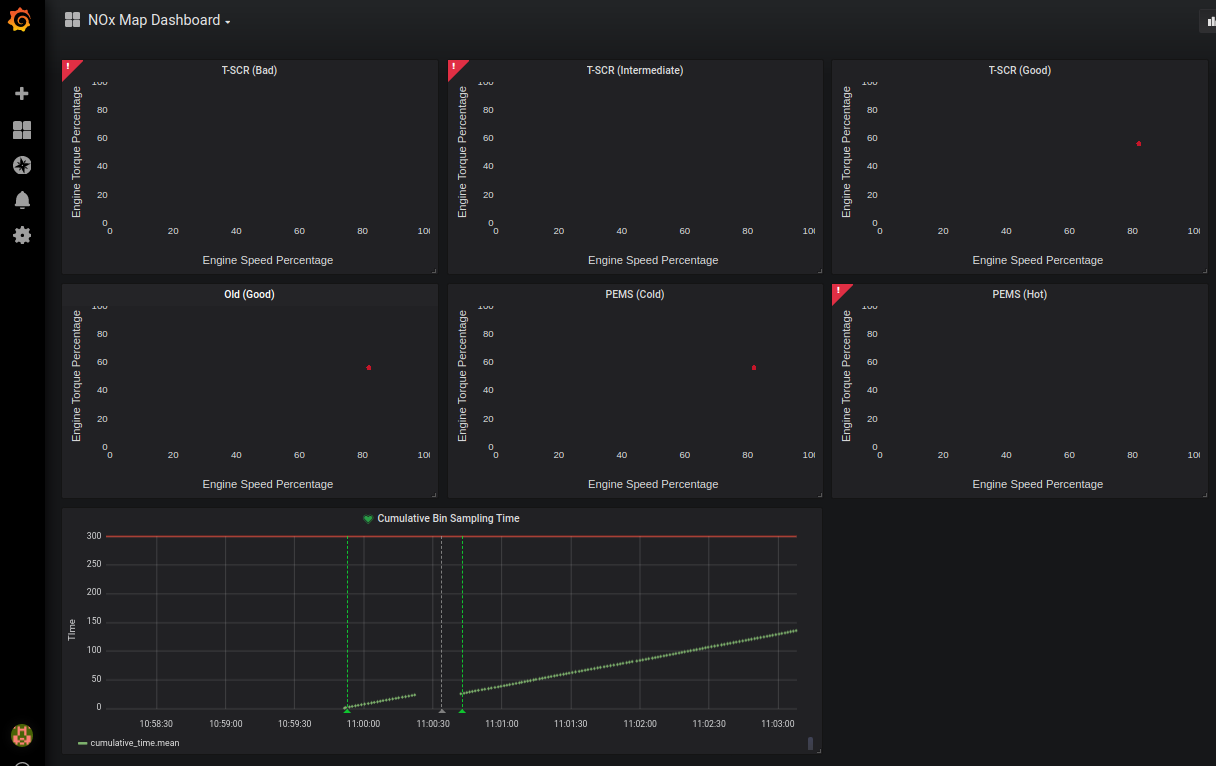 NOx Map Dashboard
! T-SCR (Bad)
Engine Torque Percentage
100
80
60
40
20
0
0 20 40 60 80
Engine Speed Percentage
! T-SCR (Intermediate)
Engine Torque Percentage
100
80
60
40
20
0
0 20 40 60 80
Engine Speed Percentage
T-SCR (Good)
Engine Torque Percentage
100
80
60
40
20
0
0 20 40 60 80
Engine Speed Percentage
Old (Good)
Engine Torque Percentage
100
80
60
40
20
0
0 20 40 60 80
Engine Speed Percentage
PEMS (Cold)
Engine Torque Percentage
100
80
60
40
20
0
0 20 40 60 80
Engine Speed Percentage
! PEMS (Hot)
Engine Torque Percentage
100
80
60
40
20
0
0 20 40 60 80
Engine Speed Percentage
Cumulative Bin Sampling Time
Time
300
250
200
150
100
50
0
10:58:30 10:59:00 10:59:30 11:00:00 11:00:30 11:01:00 11:01:30 11:02:00 11:02:30 11:03:00
cumulative_time.mean